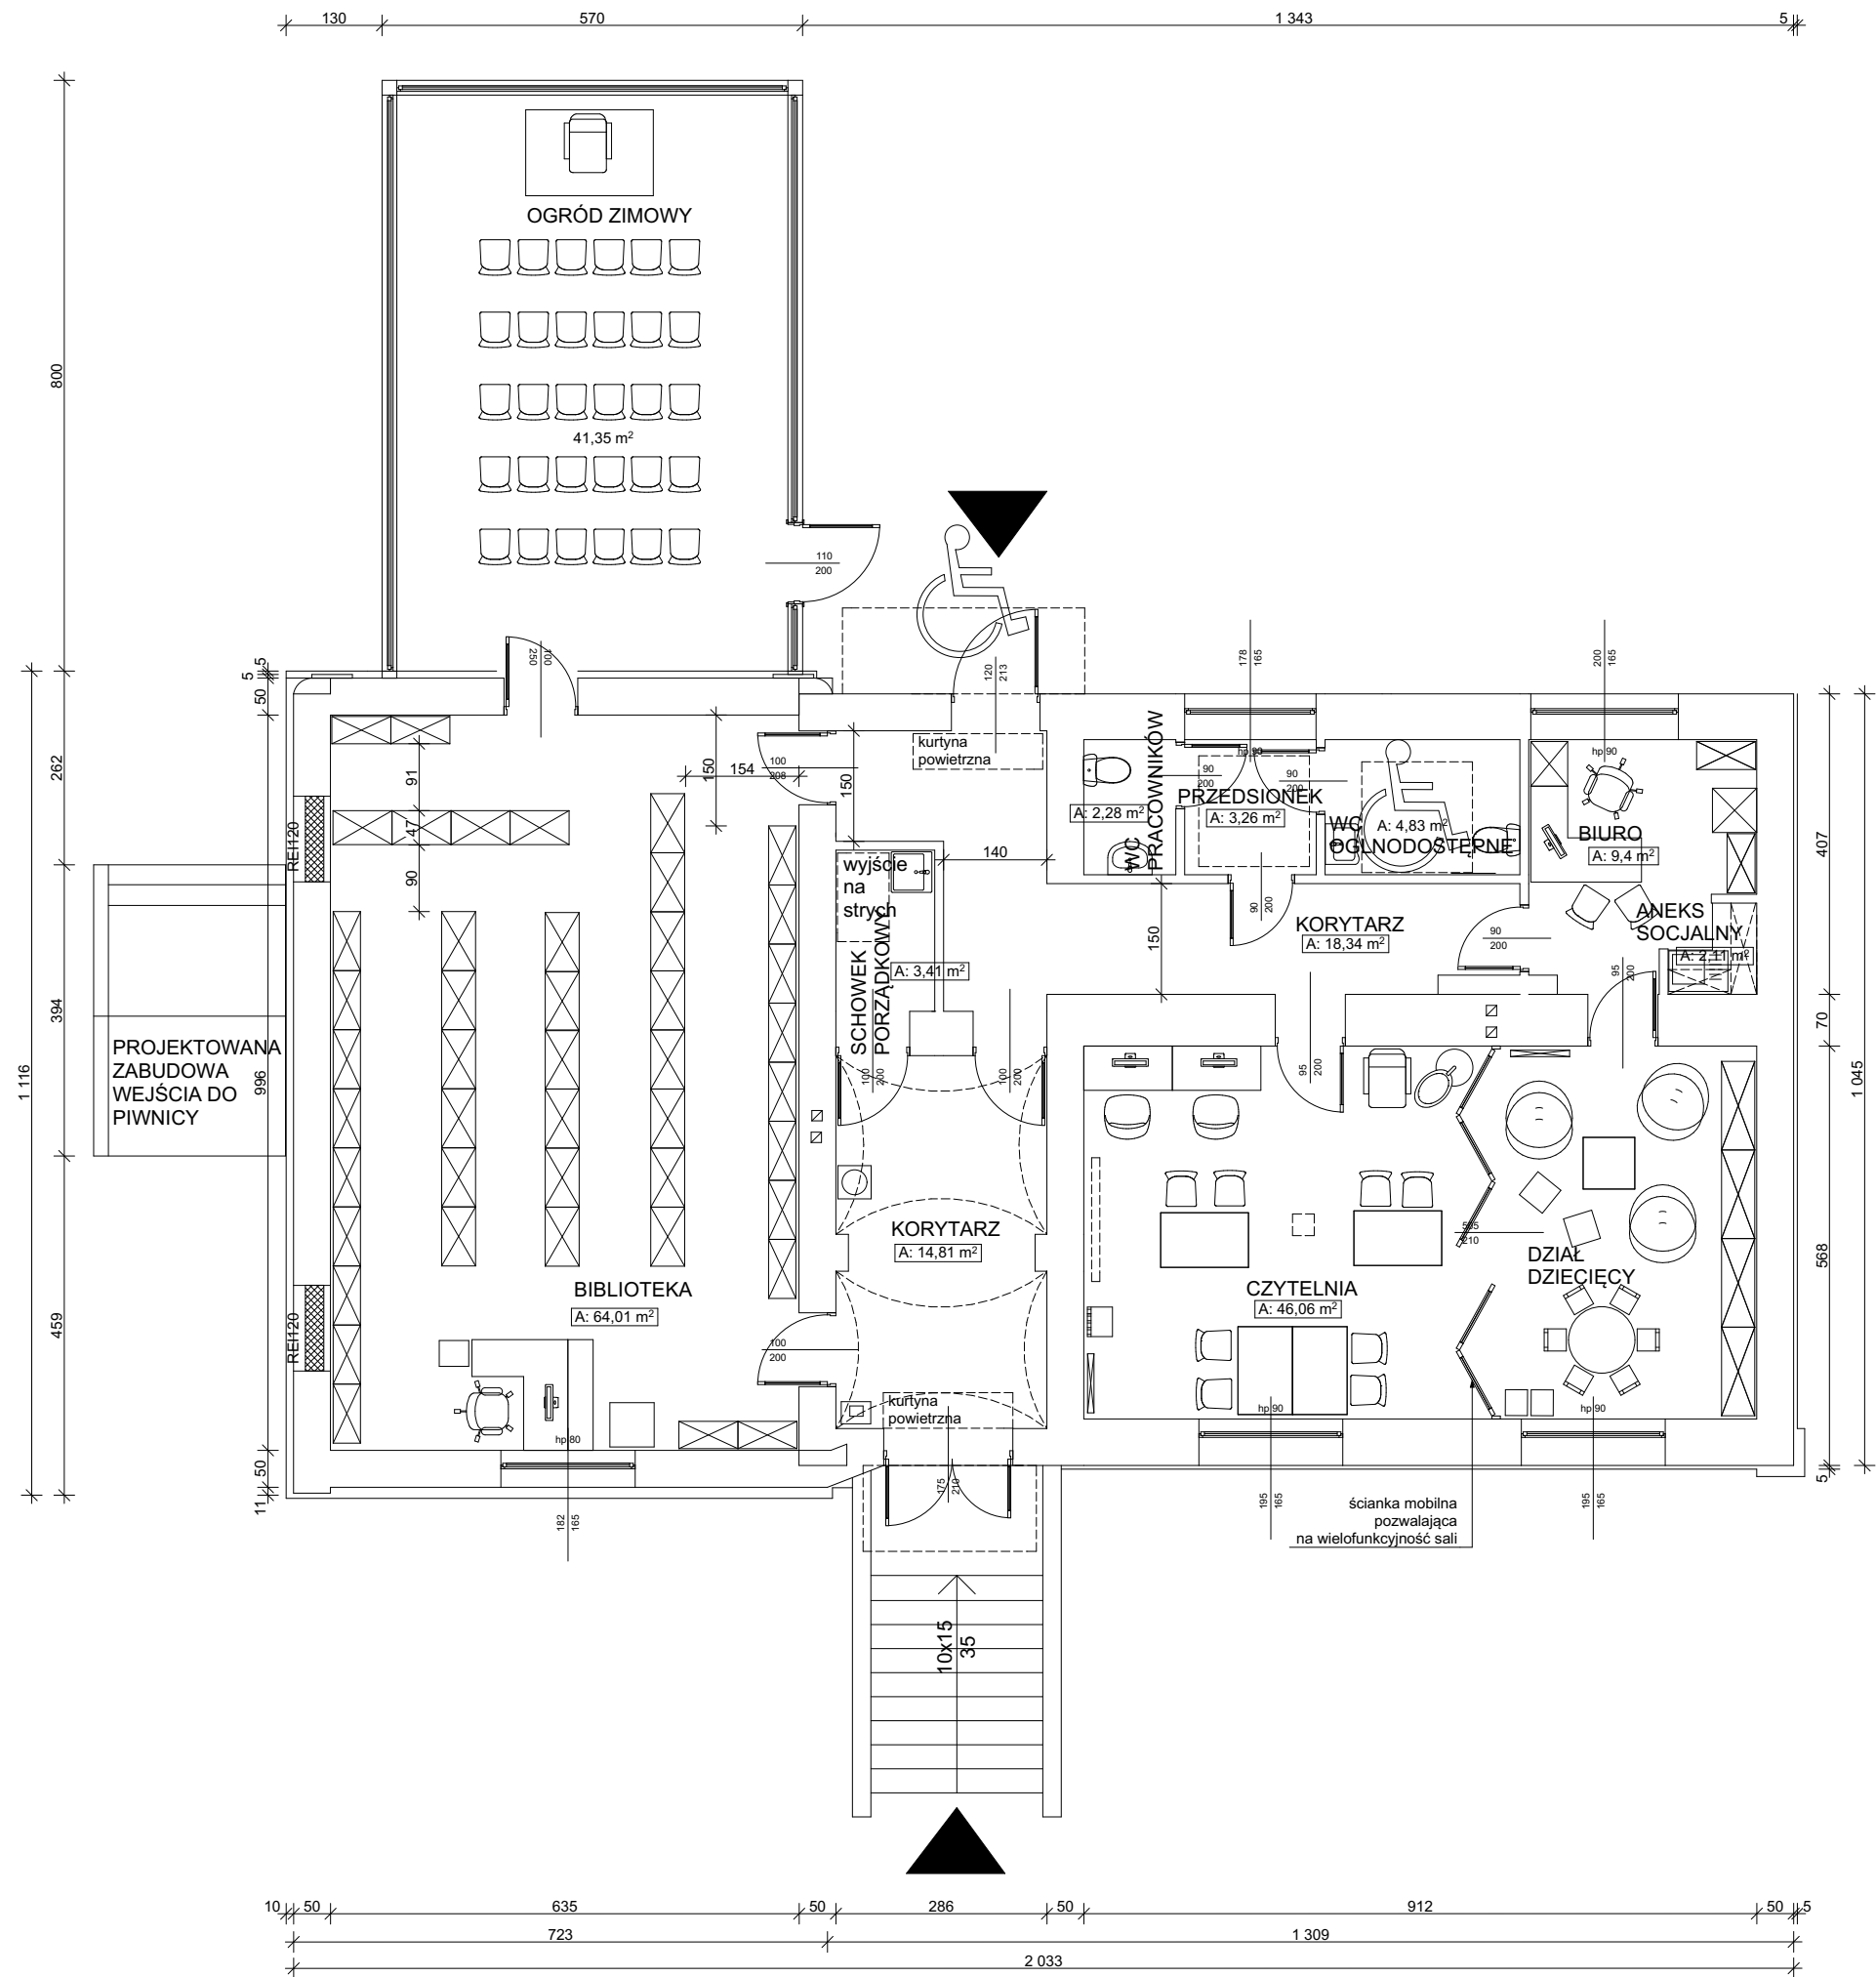 130
570
1 343
5
OGRÓD ZIMOWY
41,35 m²
800
110
200
100
250
5
5
50
262
394
459
1 116
996
50
11
REI120
REI120
PROJEKTOWANA
ZABUDOWA
WEJŚCIA DO
PIWNICY
91
47
90
154
150
100
208
150
kurtyna
powietrzna
120
213
178
165
200
165
hp 90
hp 90
WC
PRACOWNIKÓW
A: 2,28 m²
90
200
90
200
PRZEDSIONEK
A: 3,26 m²
WC
OGLNODOSTĘPNE
A: 4,83 m²
BIURO
A: 9,4 m²
ANEKS
SOCJALNY
A: 2,11 m²
407
70
568
5
1 045
wyjście
na
strych
140
SCHOWEK
PORZĄDKOWY
A: 3,41 m²
150
90
200
KORYTARZ
A: 18,34 m²
90
200
95
200
95
200
100
200
100
200
KORYTARZ
A: 14,81 m²
BIBLIOTEKA
A: 64,01 m²
CZYTELNIA
A: 46,06 m²
210
DZIAŁ
DZIECIĘCY
100
200
kurtyna
powietrzna
hp 80
hp 90
hp 90
182
165
175
210
195
165
195
165
ścianka mobilna
pozwalająca
na wielofunkcyjność sali
10x15
35
10
50
635
50
286
50
912
50
5
723
1 309
2 033